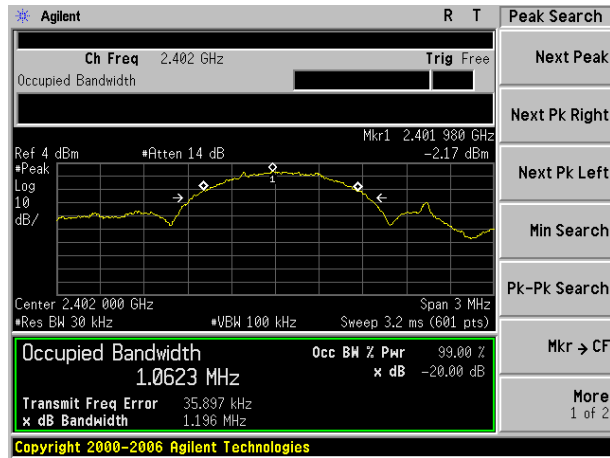 Agilent R T Peak Search
Ch Freq 2.402 GHz Trig Free
Occupied Bandwidth
Next Peak
Next Pk Right
Next Pk Left
Min Search
Pk-Pk Search
Mkr → CF
More
1 of 2
Mkr1 2.401 980 GHz
Ref 4 dBm #Atten 14 dB -2.17 dBm
#Peak
Log
10
dB/
1
Center 2.402 000 GHz Span 3 MHz
#Res BW 30 kHz #VBW 100 kHz Sweep 3.2 ms (601 pts)
Occupied Bandwidth Occ BW % Pwr 99.00 %
1.0623 MHz x dB -20.00 dB
Transmit Freq Error 35.897 kHz
x dB Bandwidth 1.196 MHz
Copyright 2000-2006 Agilent Technologies